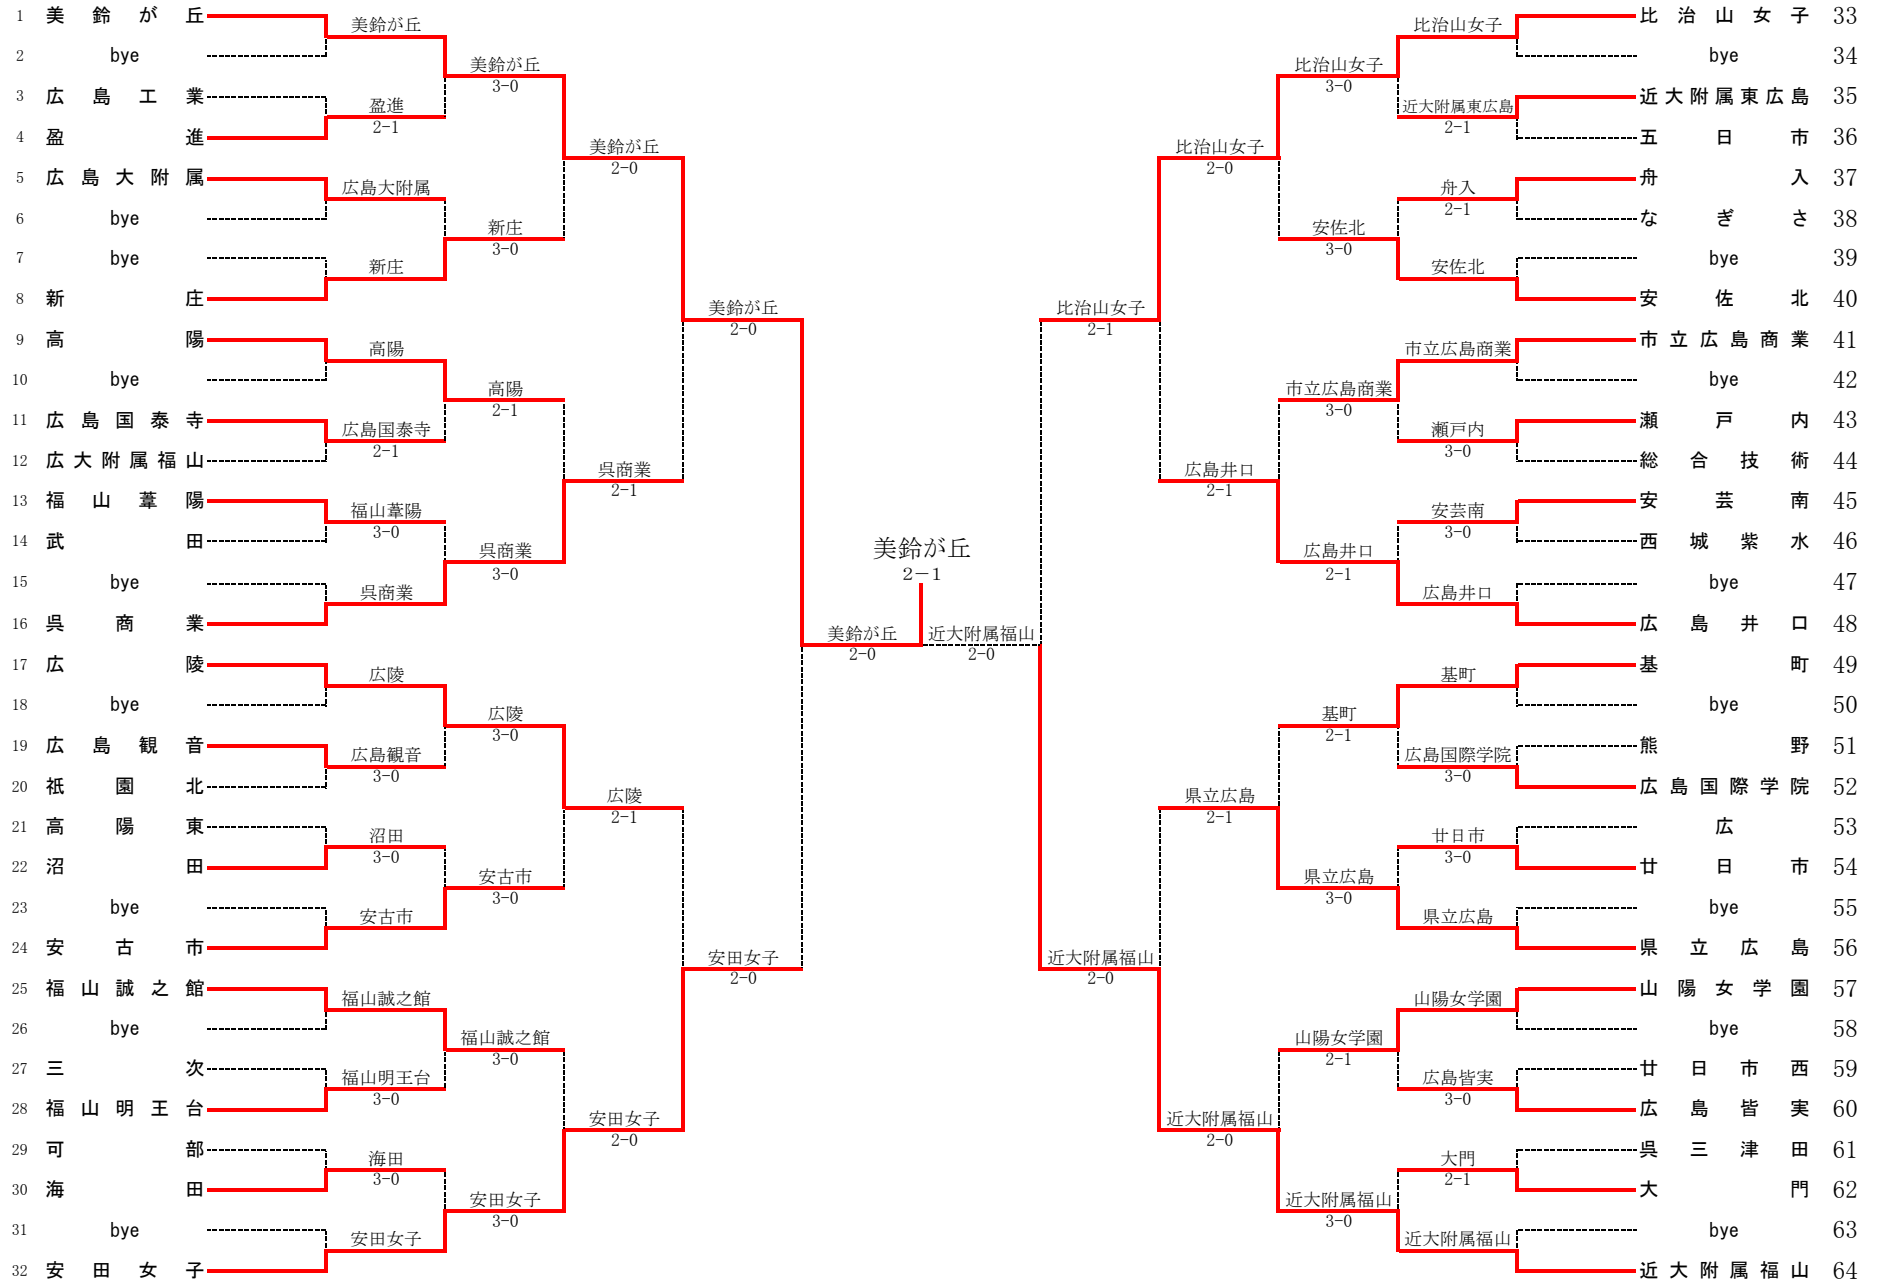 1 美鈴が丘
2 bye
3 広島工業
4 盈進
5 広島大附属
6 bye
7 bye
8 新庄
9 高陽
10 bye
11 広島国泰寺
12 広大附属福山
13 福山葦陽
14 武田
15 bye
16 呉商業
17 広陵
18 bye
19 広島観音
20 祇園北
21 高陽東
22 沼田
23 bye
24 安古市
25 福山誠之館
26 bye
27 三次
28 福山明王台
29 可部
30 海田
31 bye
32 安田女子
美鈴が丘
盈進
2-1
広島大附属
新庄
高陽
広島国泰寺
2-1
福山葦陽
3-0
呉商業
広陵
広島観音
3-0
沼田
3-0
安古市
福山誠之館
福山明王台
3-0
海田
3-0
安田女子
美鈴が丘
3-0
新庄
3-0
高陽
2-1
呉商業
3-0
広陵
3-0
安古市
3-0
福山誠之館
3-0
安田女子
3-0
美鈴が丘
2-0
呉商業
2-1
広陵
2-1
安田女子
2-0
美鈴が丘
2-0
安田女子
2-0
美鈴が丘
2-0
美鈴が丘
2-1
近大附属福山
2-0
比治山女子
2-1
近大附属福山
2-0
比治山女子
2-0
広島井口
2-1
県立広島
2-1
近大附属福山
2-0
比治山女子
3-0
安佐北
3-0
市立広島商業
3-0
広島井口
2-1
基町
2-1
県立広島
3-0
山陽女学園
2-1
近大附属福山
3-0
比治山女子
近大附属東広島
2-1
舟入
2-1
安佐北
市立広島商業
瀬戸内
3-0
安芸南
3-0
広島井口
基町
広島国際学院
3-0
廿日市
3-0
県立広島
山陽女学園
広島皆実
3-0
大門
2-1
近大附属福山
比治山女子 33
bye 34
近大附属東広島 35
五日市 36
舟入 37
なぎさ 38
bye 39
安佐北 40
市立広島商業 41
bye 42
瀬戸内 43
総合技術 44
安芸南 45
西城紫水 46
bye 47
広島井口 48
基町 49
bye 50
熊野 51
広島国際学院 52
広 53
廿日市 54
bye 55
県立広島 56
山陽女学園 57
bye 58
廿日市西 59
広島皆実 60
呉三津田 61
大門 62
bye 63
近大附属福山 64